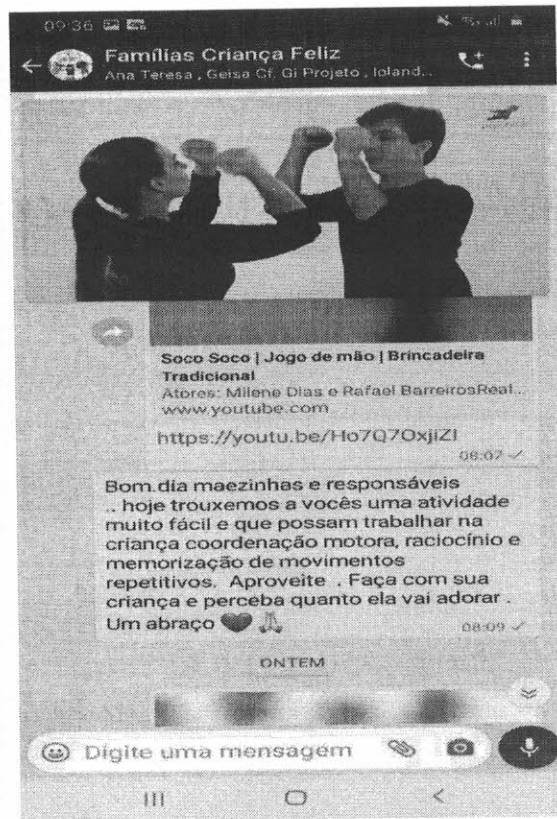 09:36
Famílias Criança Feliz
Ana Teresa , Geisa Cf, Gi Projeto , Ioland..
Soco Soco | Jogo de mão | Brincadeira
Tradicional
Atores: Milene Dias e Rafael BarreirosReal...
www.youtube.com
https://youtu.be/Ho7Q7OxjiZI
08:07
Bom.dia maezinhas e responsáveis
.. hoje trouxemos a vocês uma atividade
muito fácil e que possam trabalhar na
criança coordenação motora, raciocínio e
memorização de movimentos
repetitivos. Aproveite . Faça com sua
criança e perceba quanto ela vai adorar .
Um abraço
08:09
ONTEM
Digite uma mensagem